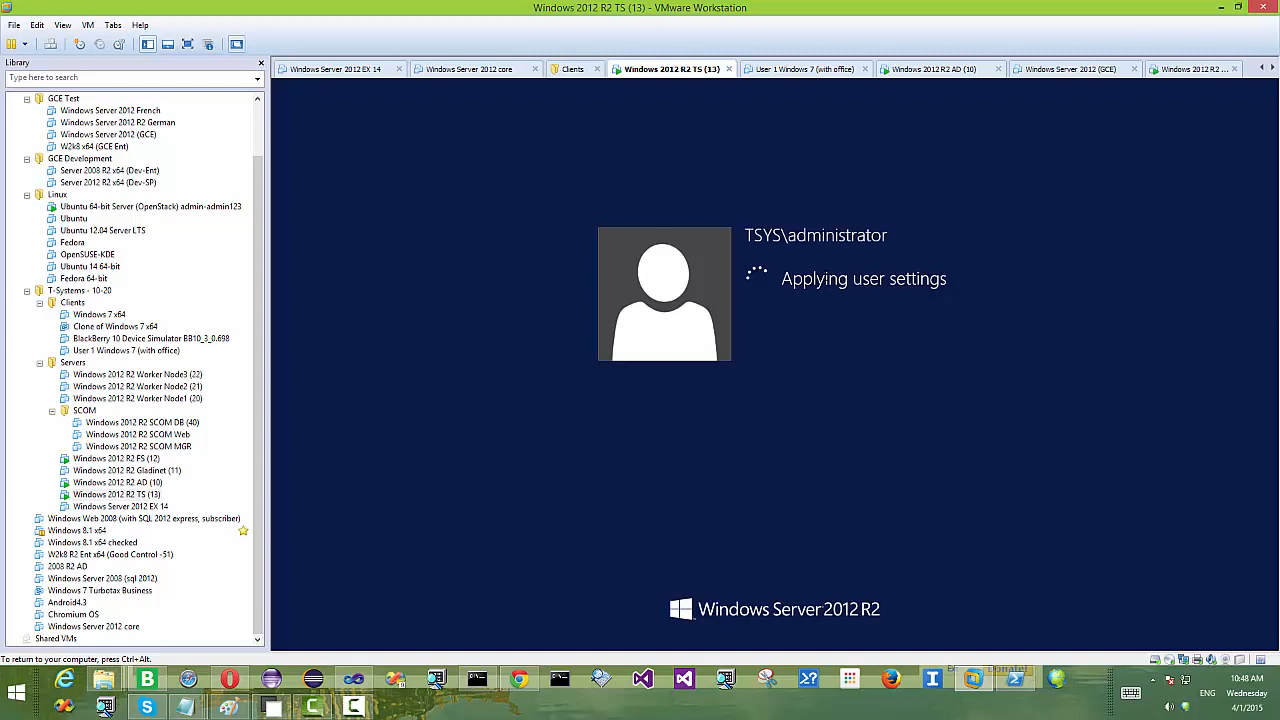 Windows 2012 R2 TS (13) - VMware Workstation
File Edit View VM Tabs Help
Library
Type here to search
Windows Server 2012 EX 14
Windows Server 2012 core
Clients
Windows 2012 R2 TS (13)
User 1 Windows 7 (with office)
Windows 2012 R2 AD (10)
Windows Server 2012 (GCE)
Windows 2012 R2 ...
GCE Test
Windows Server 2012 French
Windows Server 2012 R2 German
Windows Server 2012 (GCE)
W2k8 x64 (GCE Ent)
GCE Development
Server 2008 R2 x64 (Dev-Ent)
Server 2012 R2 x64 (Dev-SP)
Linux
Ubuntu 64-bit Server (OpenStack) admin-admin123
Ubuntu
Ubuntu 12.04 Server LTS
Fedora
OpenSUSE-KDE
Ubuntu 14 64-bit
Fedora 64-bit
T-Systems - 10-20
Clients
Windows 7 x64
Clone of Windows 7 x64
BlackBerry 10 Device Simulator BB10_3_0.698
User 1 Windows 7 (with office)
Servers
Windows 2012 R2 Worker Node3 (22)
Windows 2012 R2 Worker Node2 (21)
Windows 2012 R2 Worker Node1 (20)
SCOM
Windows 2012 R2 SCOM DB (40)
Windows 2012 R2 SCOM Web
Windows 2012 R2 SCOM MGR
Windows 2012 R2 FS (12)
Windows 2012 R2 Gladinet (11)
Windows 2012 R2 AD (10)
Windows 2012 R2 TS (13)
Windows Server 2012 EX 14
Windows Web 2008 (with SQL 2012 express, subscriber)
Windows 8.1 x64
Windows 8.1 x64 checked
W2k8 R2 Ent x64 (Good Control -51)
2008 R2 AD
Windows Server 2008 (sql 2012)
Windows 7 Turbotax Business
Android4.3
Chromium OS
Windows Server 2012 core
Shared VMs
TSYS\administrator
Applying user settings
Windows Server 2012 R2
To return to your computer, press Ctrl+Alt.
10:48 AM
ENG Wednesday
4/1/2015